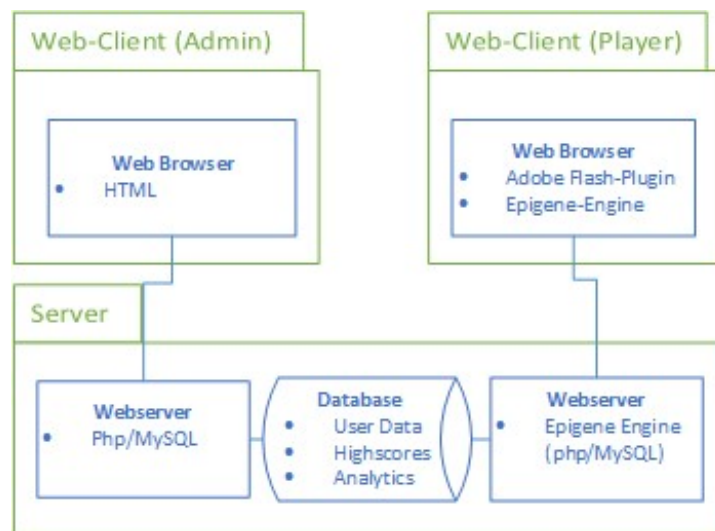 Web-Client (Admin)
Web Browser
• HTML
Web-Client (Player)
Web Browser
• Adobe Flash-Plugin
• Epigene-Engine
Server
Webserver
• Php/MySQL
Database
• User Data
• Highscores
• Analytics
Webserver
• Epigene Engine
(php/MySQL)